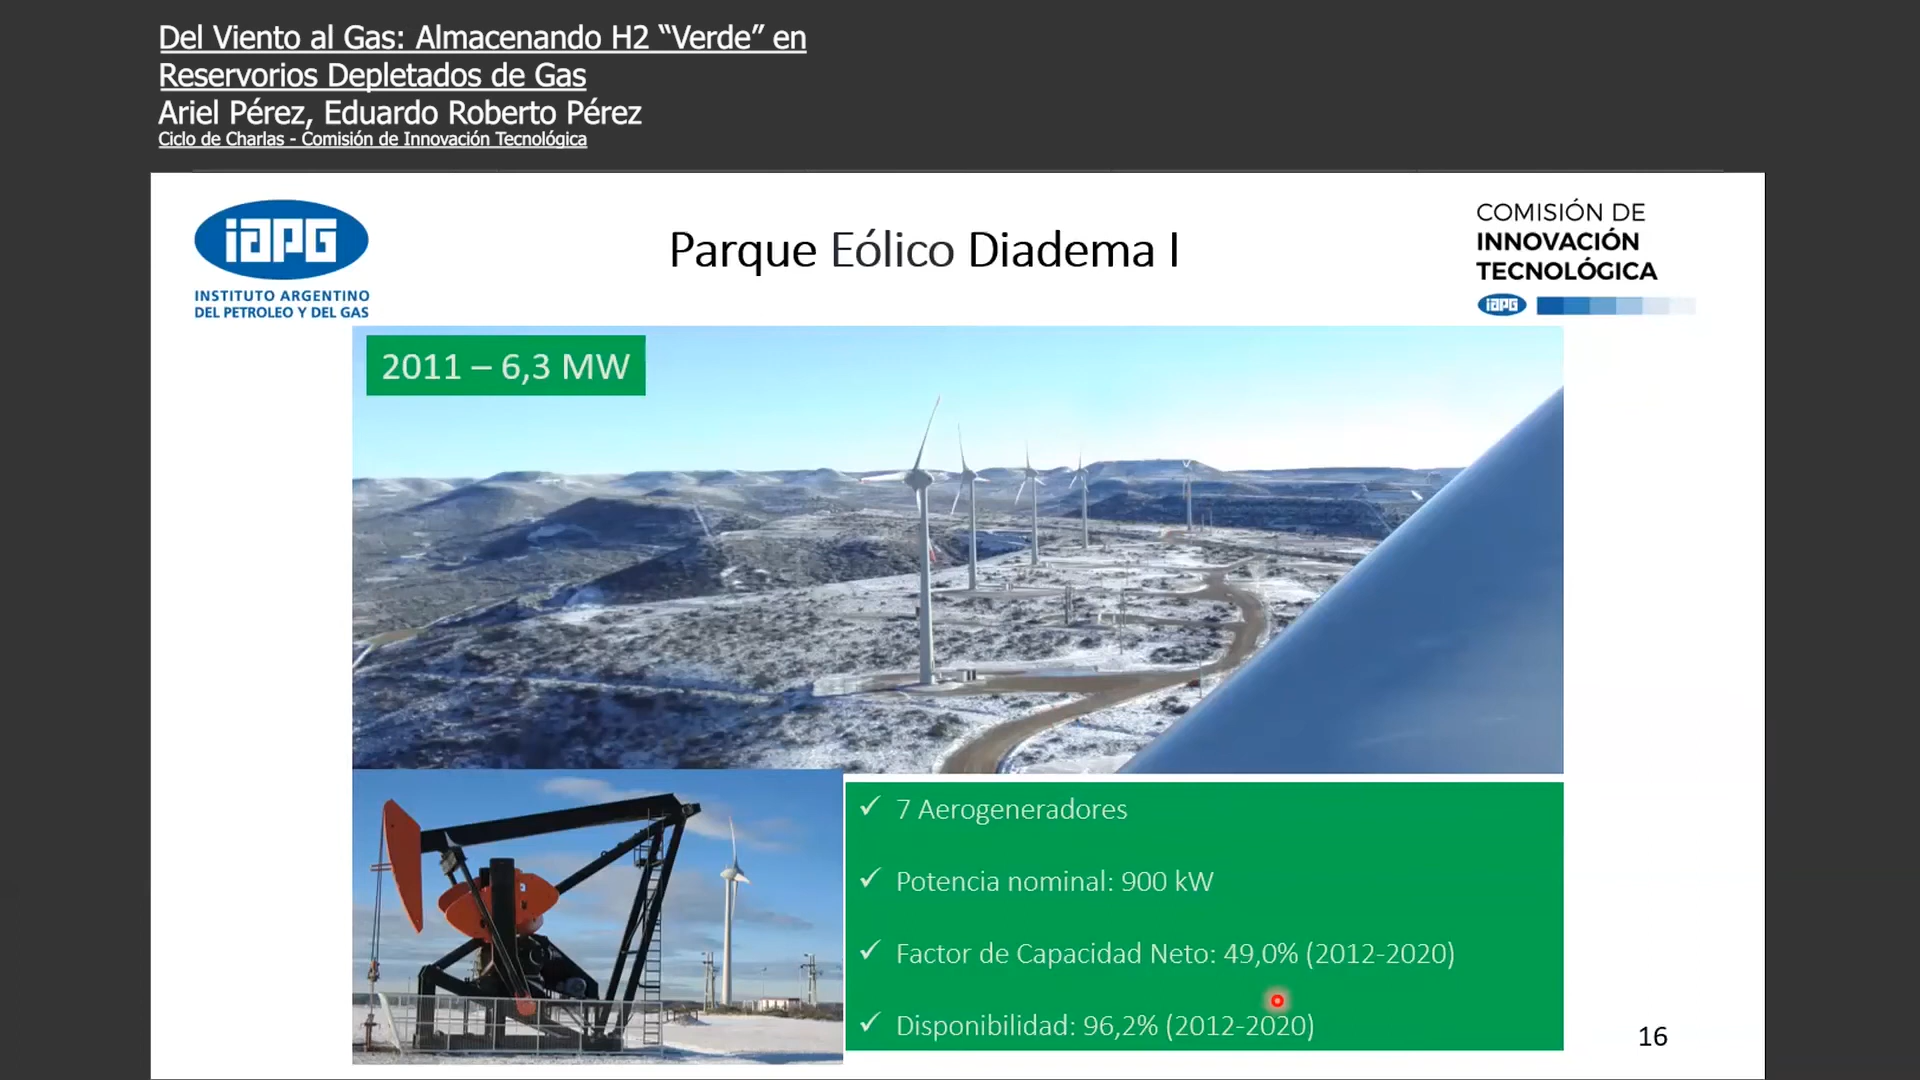 Del Viento al Gas: Almacenando H2 “Verde” en
Reservorios Depletados de Gas
Ariel Pérez, Eduardo Roberto Pérez
Ciclo de Charlas - Comisión de Innovación Tecnológica
iapg
INSTITUTO ARGENTINO
DEL PETROLEO Y DEL GAS
Parque Eólico Diadema I
COMISIÓN DE
INNOVACIÓN
TECNOLÓGICA
iapg
2011 – 6,3 MW
✓ 7 Aerogeneradores
✓ Potencia nominal: 900 kW
✓ Factor de Capacidad Neto: 49,0% (2012-2020)
✓ Disponibilidad: 96,2% (2012-2020)
16